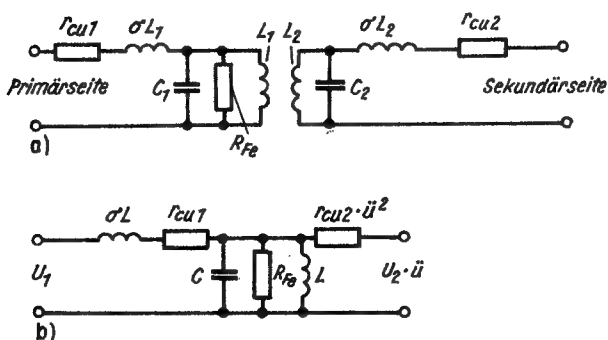 r_cu1 σL_1 L_1 L_2 σL_2 r_cu2
Primärseite C_1 R_Fe C_2 Sekundärseite
a)
σL r_cu1 r_cu2·ü²
U_1 C R_Fe L U_2·ü
b)